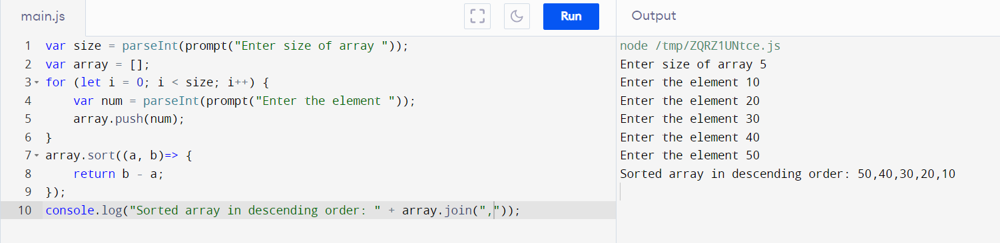 main.js
Run
Output
1 var size = parseInt(prompt("Enter size of array "));
2 var array = [];
3 for (let i = 0; i < size; i++) {
4     var num = parseInt(prompt("Enter the element "));
5     array.push(num);
6 }
7 array.sort((a, b)=> {
8     return b - a;
9 });
10 console.log("Sorted array in descending order: " + array.join(","));
node /tmp/ZQRZ1UNtce.js
Enter size of array 5
Enter the element 10
Enter the element 20
Enter the element 30
Enter the element 40
Enter the element 50
Sorted array in descending order: 50,40,30,20,10